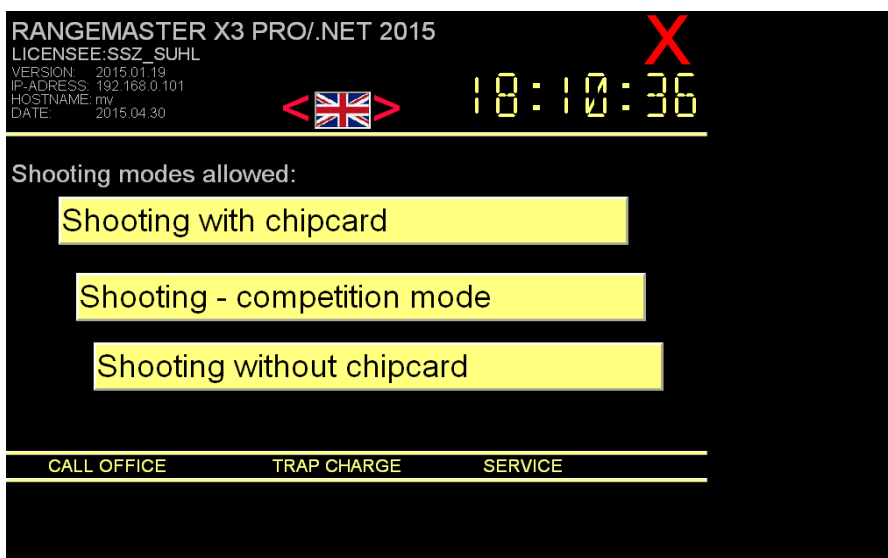 RANGEMASTER X3 PRO/.NET 2015
X
LICENSEE:SSZ_SUHL
VERSION: 2015.01.19
IP-ADRESS: 192.168.0.101
HOSTNAME: mv
DATE: 2015.04.30
< >
18:10:36
Shooting modes allowed:
Shooting with chipcard
Shooting - competition mode
Shooting without chipcard
CALL OFFICE TRAP CHARGE SERVICE